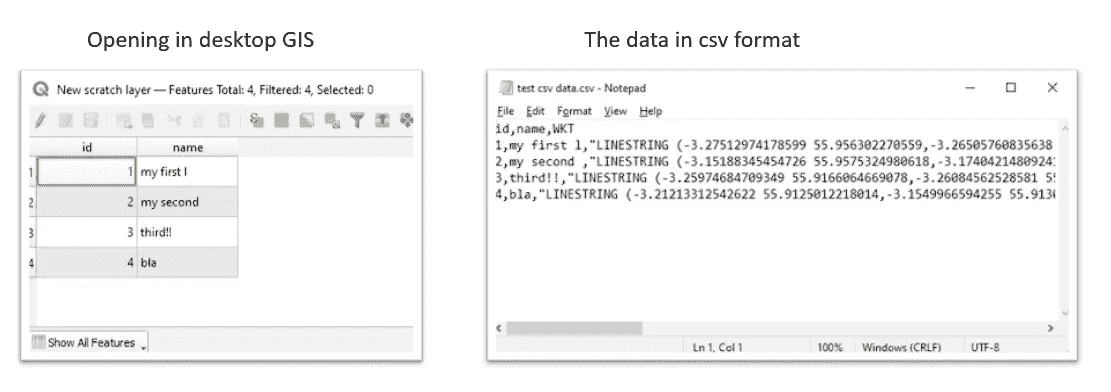 Opening in desktop GIS
The data in csv format
New scratch layer — Features Total: 4, Filtered: 4, Selected: 0
id name
1 1 my first l
2 2 my second
3 3 third!!
4 4 bla
Show All Features
test csv data.csv - Notepad
File Edit Format View Help
id,name,WKT
1,my first l,"LINESTRING (-3.27512974178599 55.956302270559,-3.26505760835638
2,my second ,"LINESTRING (-3.15188345454726 55.9575324980618,-3.1740421480924
3,third!!,"LINESTRING (-3.25974684709349 55.9166064669078,-3.26084562528581 5
4,bla,"LINESTRING (-3.21213312542622 55.9125012218014,-3.1549966594255 55.913
Ln 1, Col 1 100% Windows (CRLF) UTF-8